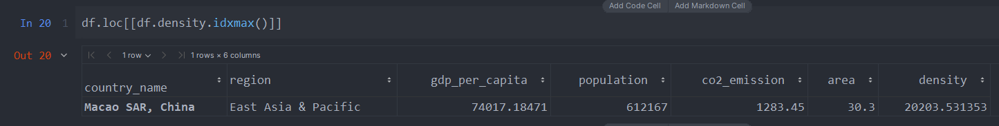 Add Code Cell Add Markdown Cell
In 20 1 df.loc[[df.density.idxmax()]]
Out 20 1 row 1 rows × 6 columns
country_name region gdp_per_capita population co2_emission area density
Macao SAR, China East Asia & Pacific 74017.18471 612167 1283.45 30.3 20203.531353